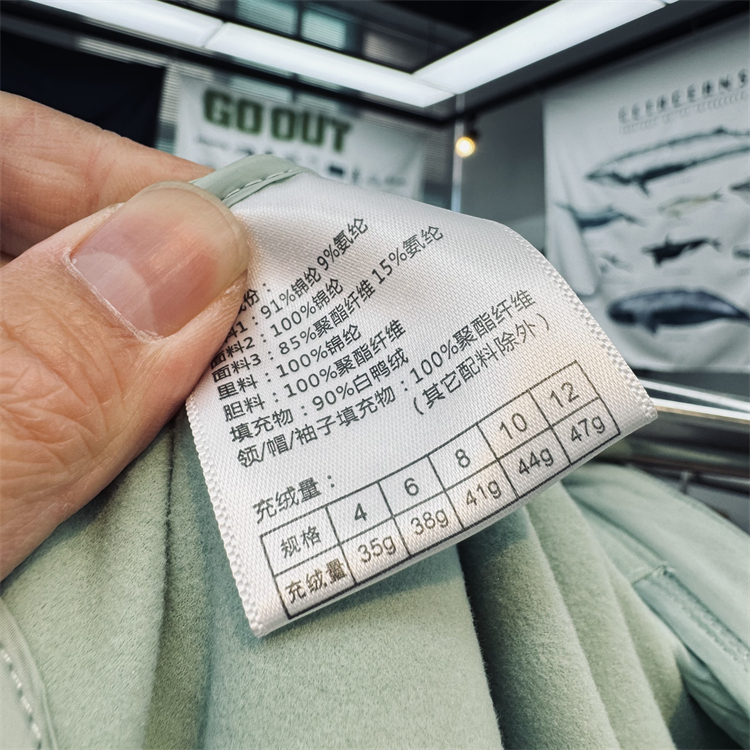 GO OUT
CETACEANS
份：
料1：91%锦纶 9%氨纶
面料2：100%锦纶
面料3：85%聚酯纤维 15%氨纶
里料：100%锦纶
胆料：100%聚酯纤维
填充物：90%白鸭绒
领/帽/袖子填充物：100%聚酯纤维
（其它配料除外）
充绒量：
规格 4 6 8 10 12
充绒量 35g 38g 41g 44g 47g